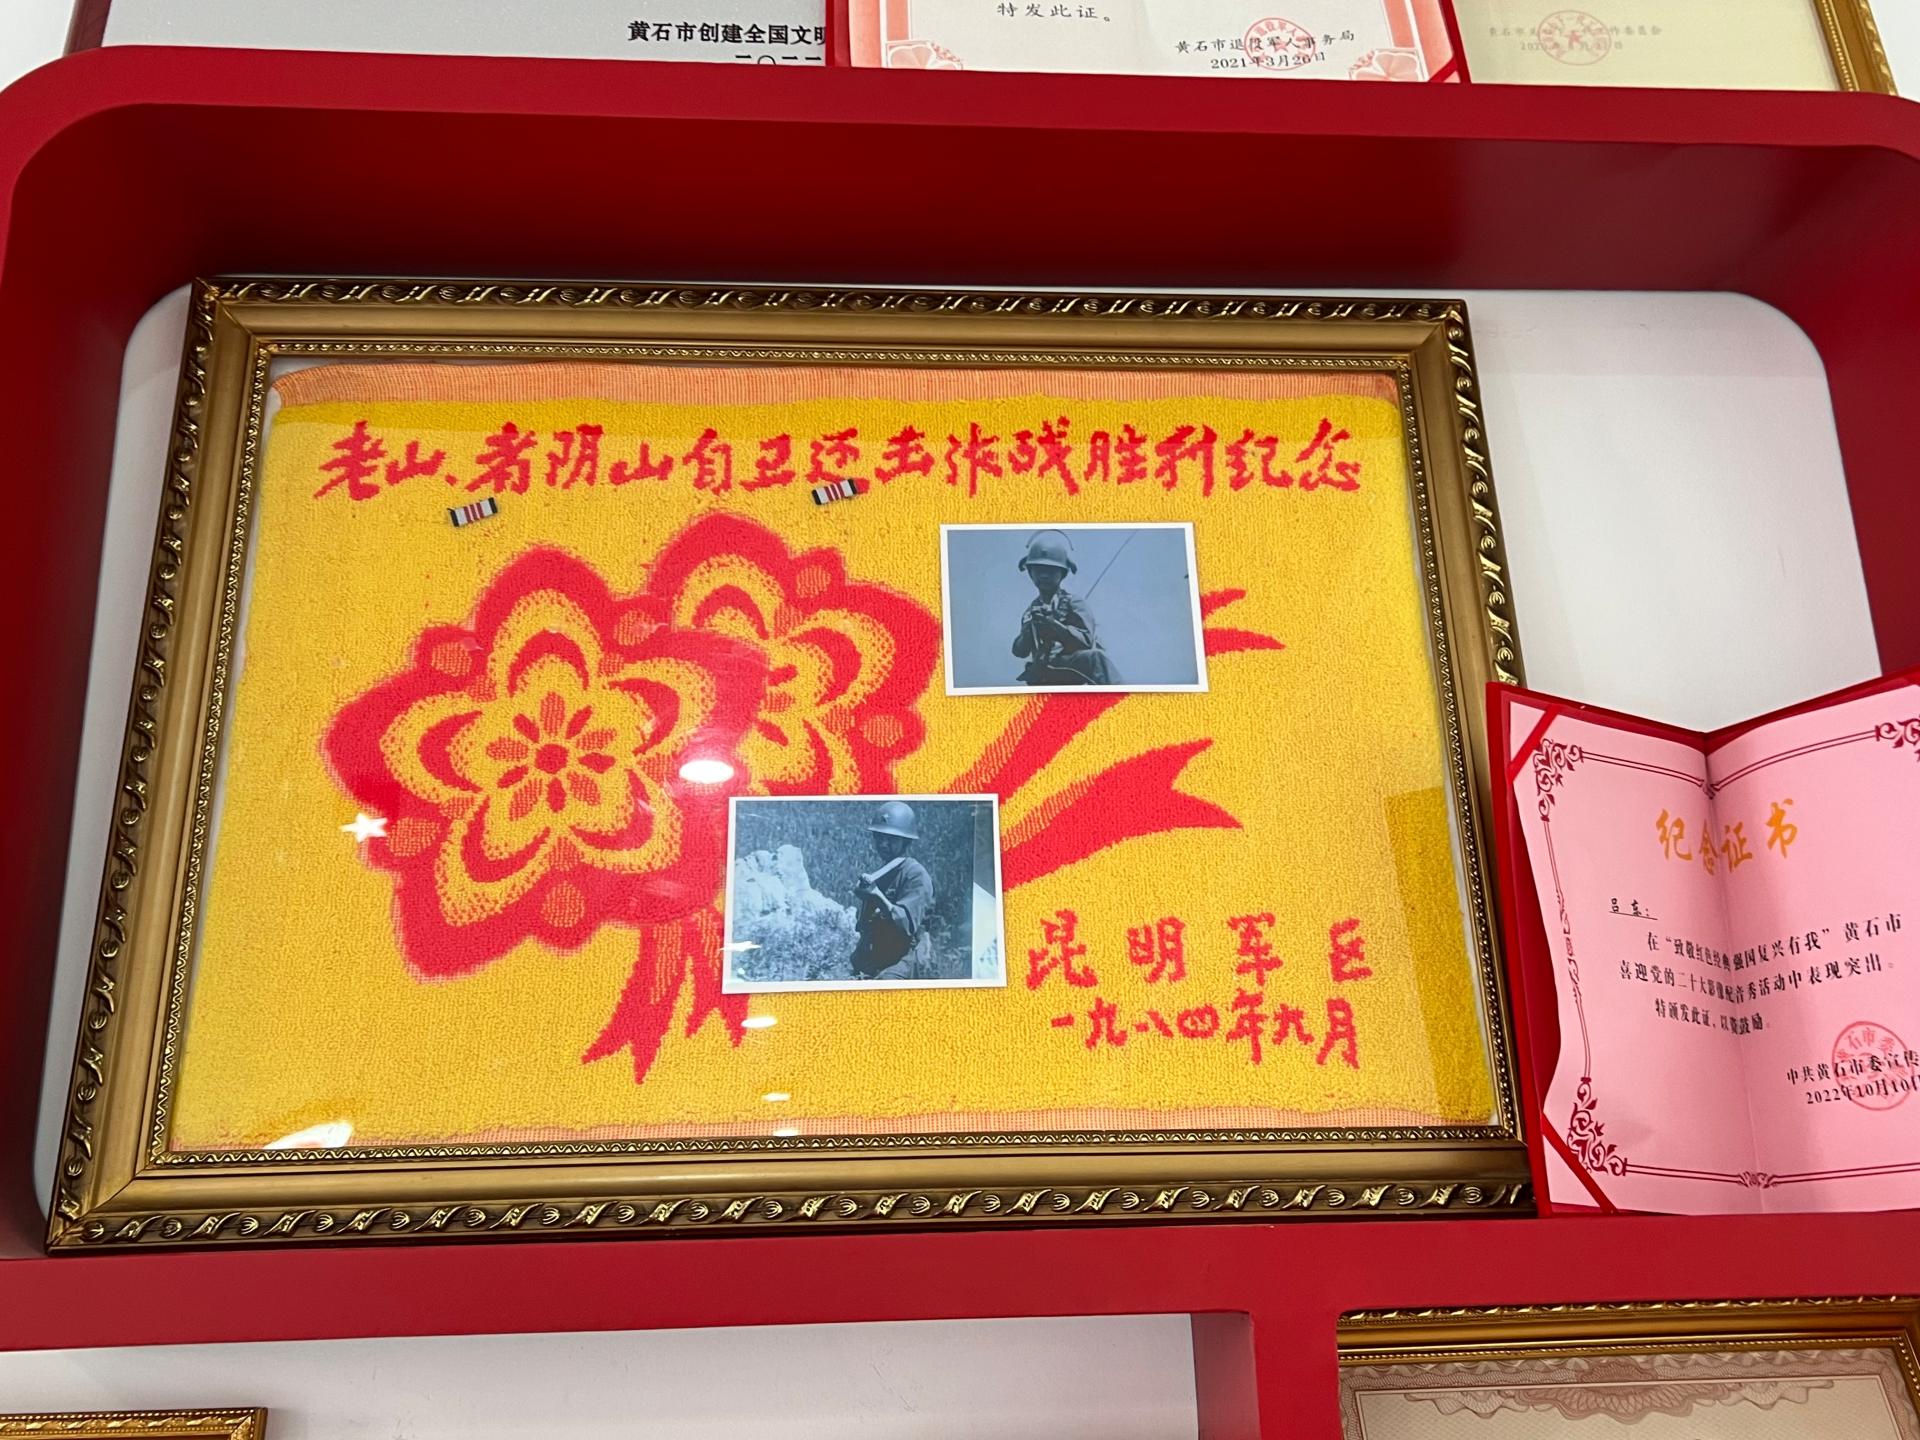 黄石市创建全国文明
二〇二二
特发此证。
黄石市退役军人事务局
2021年3月26日
老山、者阴山自卫还击作战胜利纪念
昆明军区
一九八四年九月
纪念证书
吕东：
在“致敬红色经典 强国复兴有我”黄石市
喜迎党的二十大影像配音秀活动中表现突出。
特颁发此证，以资鼓励。
中共黄石市委宣传
2022年10月10日